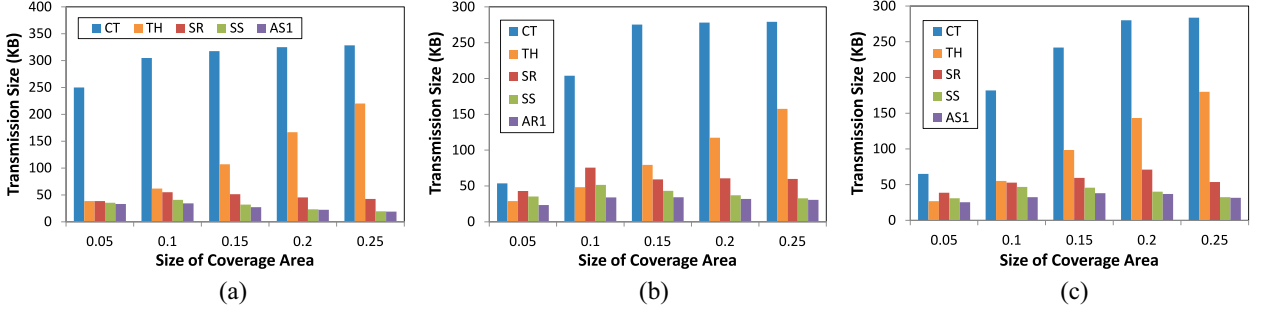 400
350
300
250
200
150
100
50
0
Transmission Size (KB)
CT TH SR SS AS1
0.05 0.1 0.15 0.2 0.25
Size of Coverage Area
(a)
300
250
200
150
100
50
0
Transmission Size (KB)
CT
TH
SR
SS
AR1
0.05 0.1 0.15 0.2 0.25
Size of Coverage Area
(b)
300
250
200
150
100
50
0
Transmission Size (KB)
CT
TH
SR
SS
AS1
0.05 0.1 0.15 0.2 0.25
Size of Coverage Area
(c)